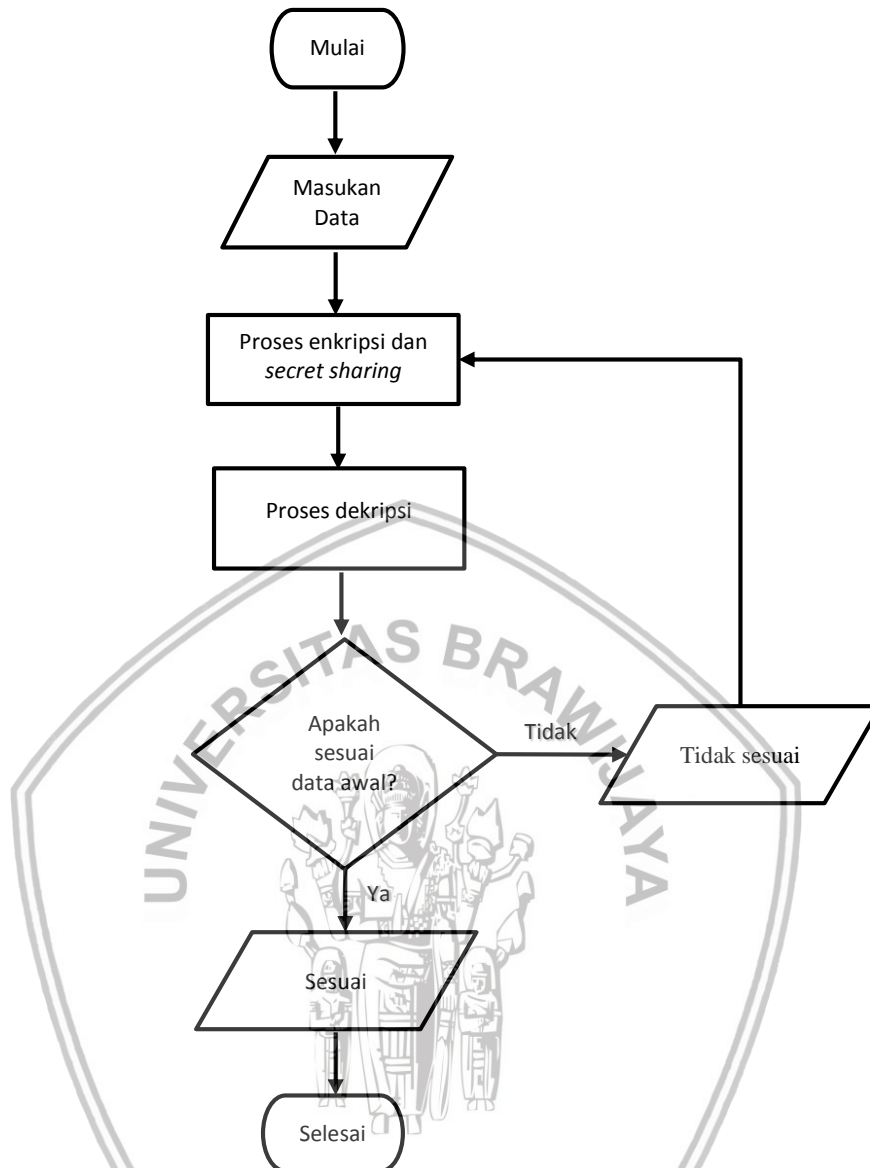 Mulai
Masukan
Data
Proses enkripsi dan
secret sharing
Proses dekripsi
UNIVERSITAS BRAWIJAYA
Apakah
sesuai
data awal?
Tidak
Tidak sesuai
Ya
Sesuai
Selesai